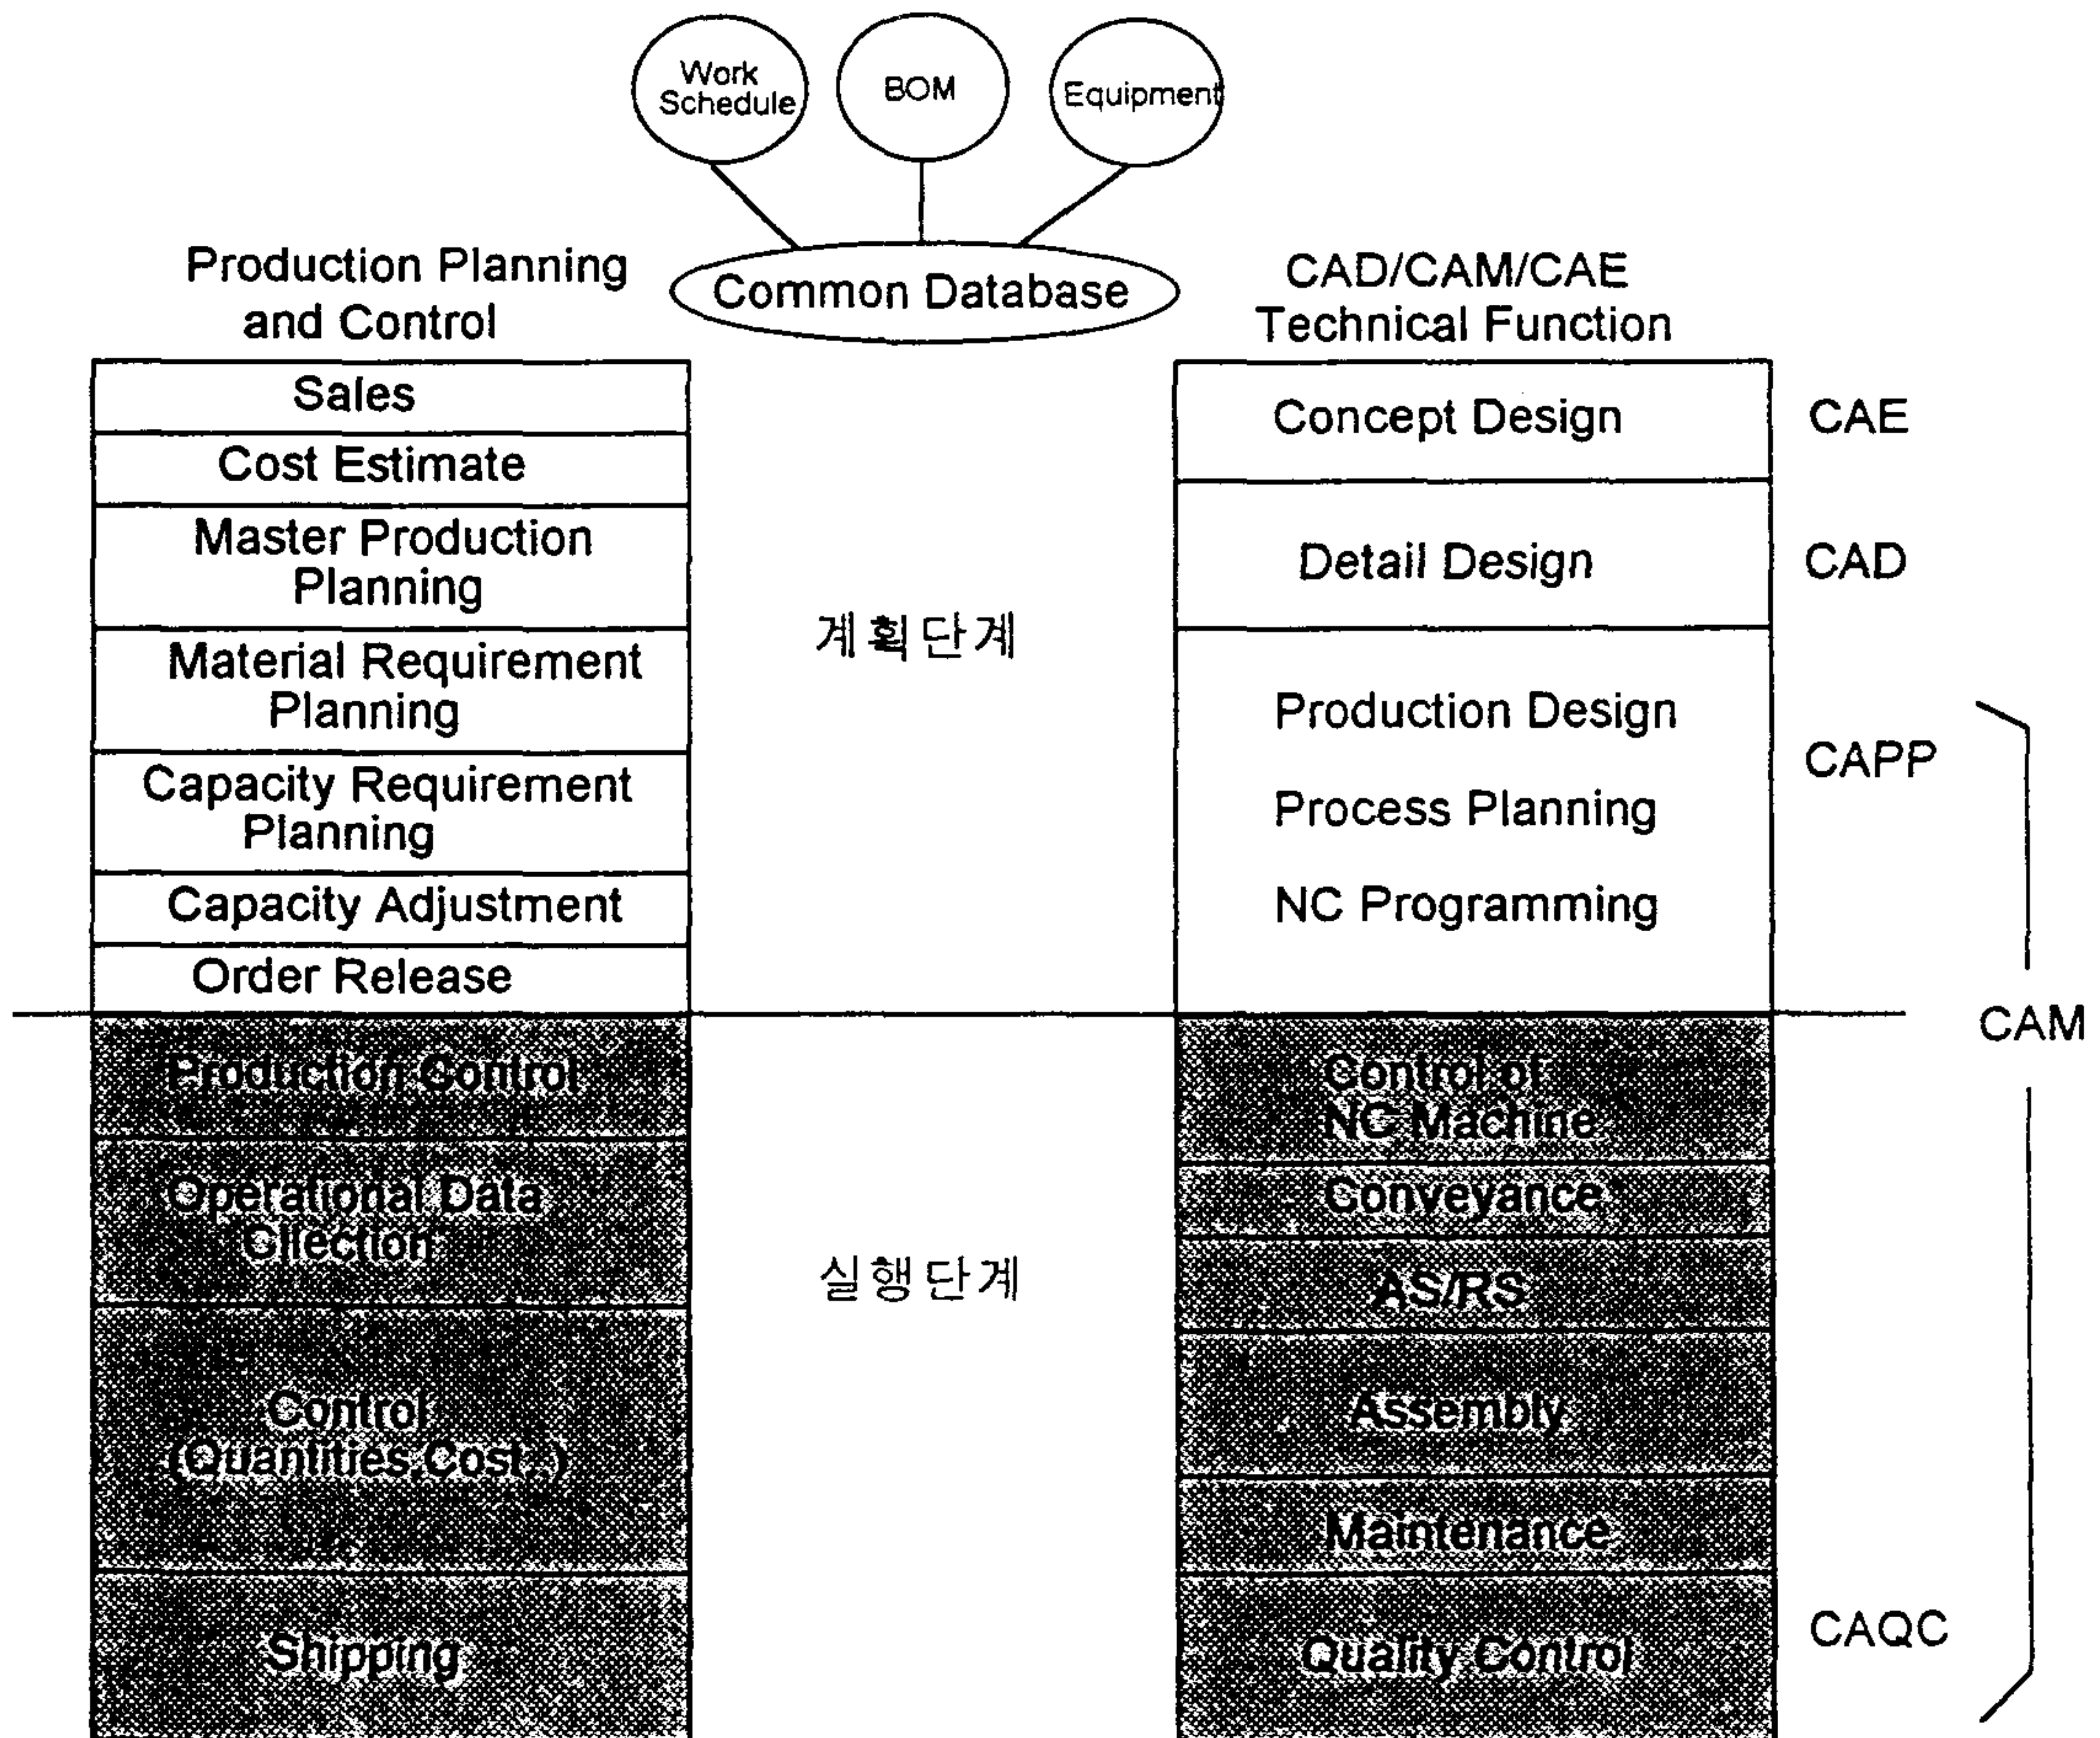 Work
Schedule
BOM
Equipment
Common Database
Production Planning
and Control
Sales
Cost Estimate
Master Production
Planning
Material Requirement
Planning
Capacity Requirement
Planning
Capacity Adjustment
Order Release
Production Control
Operational Data
Cllection
Control
(Quantities,Cost..)
Shipping
계획단계
실행단계
CAD/CAM/CAE
Technical Function
Concept Design
CAE
Detail Design
CAD
Production Design
CAPP
Process Planning
NC Programming
CAM
Control of
NC Machine
Conveyance
AS/RS
Assembly
Maintenance
Quality Control
CAQC